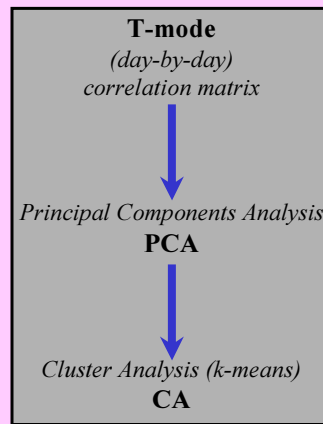 T-mode
(day-by-day)
correlation matrix
Principal Components Analysis
PCA
Cluster Analysis (k-means)
CA